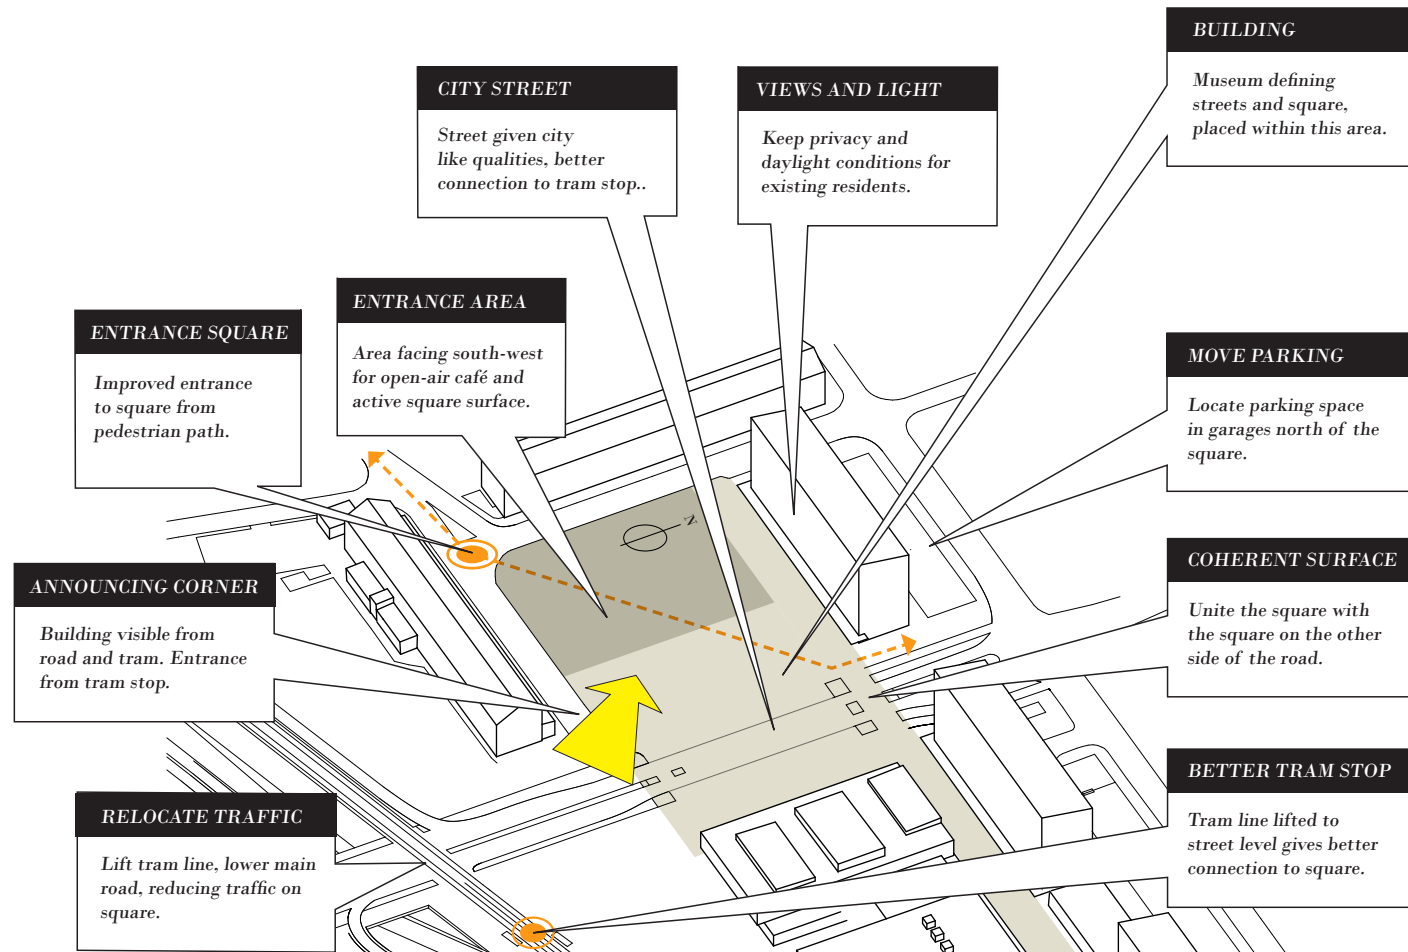 BUILDING
Museum defining
streets and square,
placed within this area.
CITY STREET
Street given city
like qualities, better
connection to tram stop..
VIEWS AND LIGHT
Keep privacy and
daylight conditions for
existing residents.
ENTRANCE AREA
Area facing south-west
for open-air café and
active square surface.
ENTRANCE SQUARE
Improved entrance
to square from
pedestrian path.
MOVE PARKING
Locate parking space
in garages north of the
square.
N
COHERENT SURFACE
Unite the square with
the square on the other
side of the road.
ANNOUNCING CORNER
Building visible from
road and tram. Entrance
from tram stop.
BETTER TRAM STOP
Tram line lifted to
street level gives better
connection to square.
RELOCATE TRAFFIC
Lift tram line, lower main
road, reducing traffic on
square.